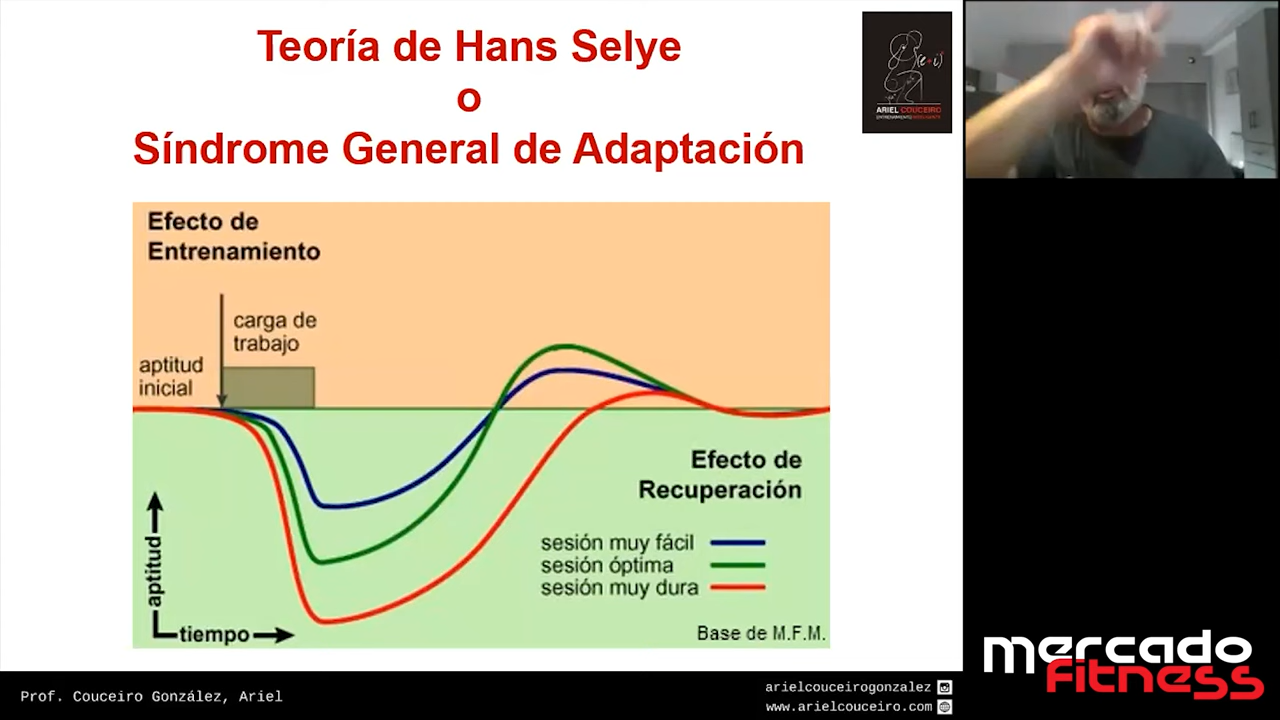 Teoría de Hans Selye
o
Síndrome General de Adaptación
ARIEL COUCEIRO
Efecto de
Entrenamiento
carga de
trabajo
aptitud
inicial
Efecto de
Recuperación
sesión muy fácil
sesión óptima
sesión muy dura
aptitud
tiempo
Base de M.F.M.
mercado
fitness
Prof. Couceiro González, Ariel
arielcouceirogonzalez
www.arielcouceiro.com